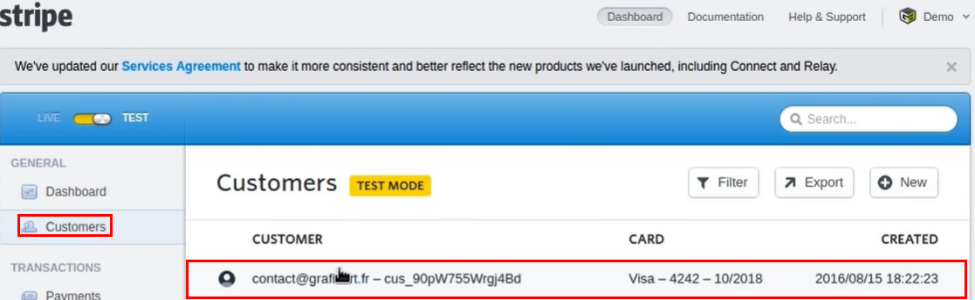 stripe
Dashboard Documentation Help & Support Demo
We've updated our Services Agreement to make it more consistent and better reflect the new products we've launched, including Connect and Relay.
LIVE TEST
Search...
GENERAL
Dashboard
Customers
TRANSACTIONS
Payments
Customers TEST MODE
Filter Export New
CUSTOMER CARD CREATED
– cus_90pW755Wrgj4Bd Visa – 4242 – 10/2018 2016/08/15 18:22:23